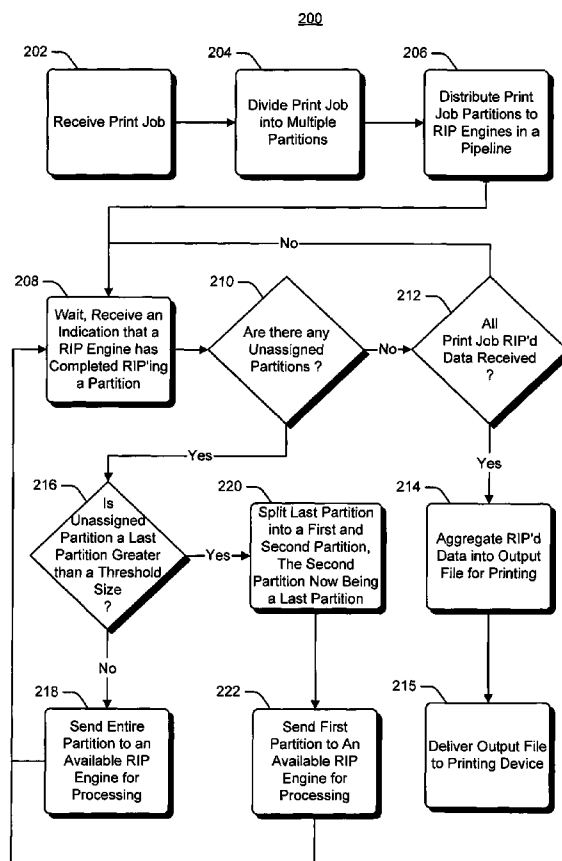 200
202
Receive Print Job
204
Divide Print Job
into Multiple
Partitions
206
Distribute Print
Job Partitions to
RIP Engines in a
Pipeline
No
208
Wait, Receive an
Indication that a
RIP Engine has
Completed RIP'ing
a Partition
210
Are there any
Unassigned
Partitions ?
No
212
All
Print Job RIP'd
Data Received
?
Yes
Yes
216
Is
Unassigned
Partition a Last
Partition Greater
than a Threshold
Size
?
Yes
220
Split Last Partition
into a First and
Second Partition,
The Second
Partition Now Being
a Last Partition
214
Aggregate RIP'd
Data into Output
File for Printing
No
218
Send Entire
Partition to an
Available RIP
Engine for
Processing
222
Send First
Partition to An
Available RIP
Engine for
Processing
215
Deliver Output File
to Printing Device